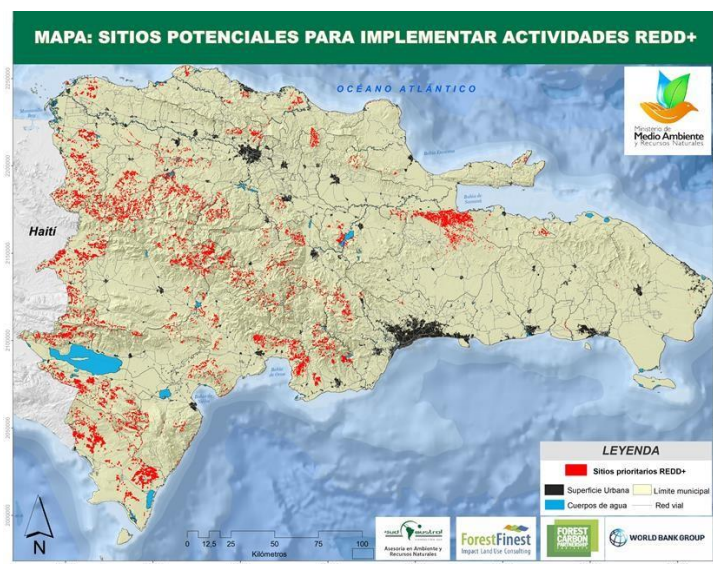 MAPA: SITIOS POTENCIALES PARA IMPLEMENTAR ACTIVIDADES REDD+
OCÉANO ATLÁNTICO
Ministerio de
Medio Ambiente
y Recursos Naturales
Haití
LEYENDA
Sitios prioritarios REDD+
Superficie Urbana
Límite municipal
Cuerpos de agua
Red vial
0 12,5 25 50 75 100
Kilómetros
N
sud austral
Asesoría en Ambiente y
Recursos Naturales
ForestFinest
Impact Land Use Consulting
FOREST
CARBON
PARTNERSHIP
WORLD BANK GROUP